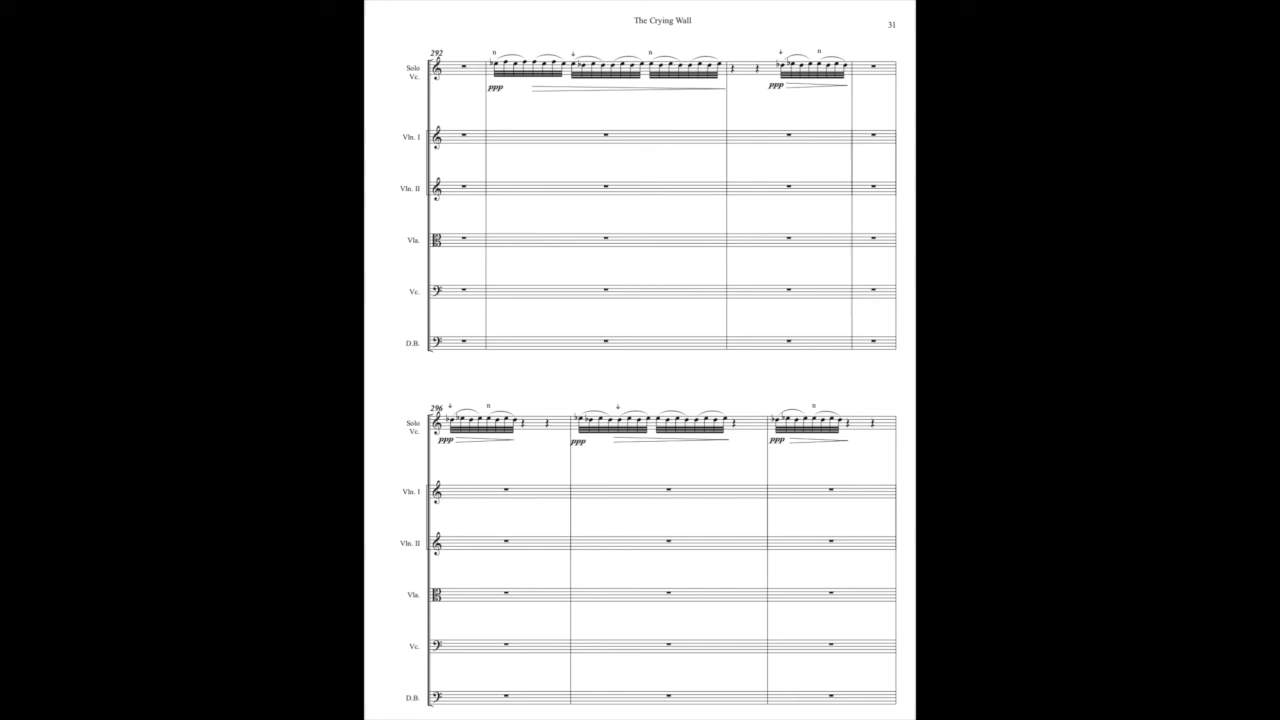 The Crying Wall
31
292
n ↓ n ↓ n
Solo
Vc.
ppp ppp
Vln. I
Vln. II
Vla.
Vc.
D.B.
296
↓ n ↓ n
Solo
Vc.
ppp ppp ppp
Vln. I
Vln. II
Vla.
Vc.
D.B.